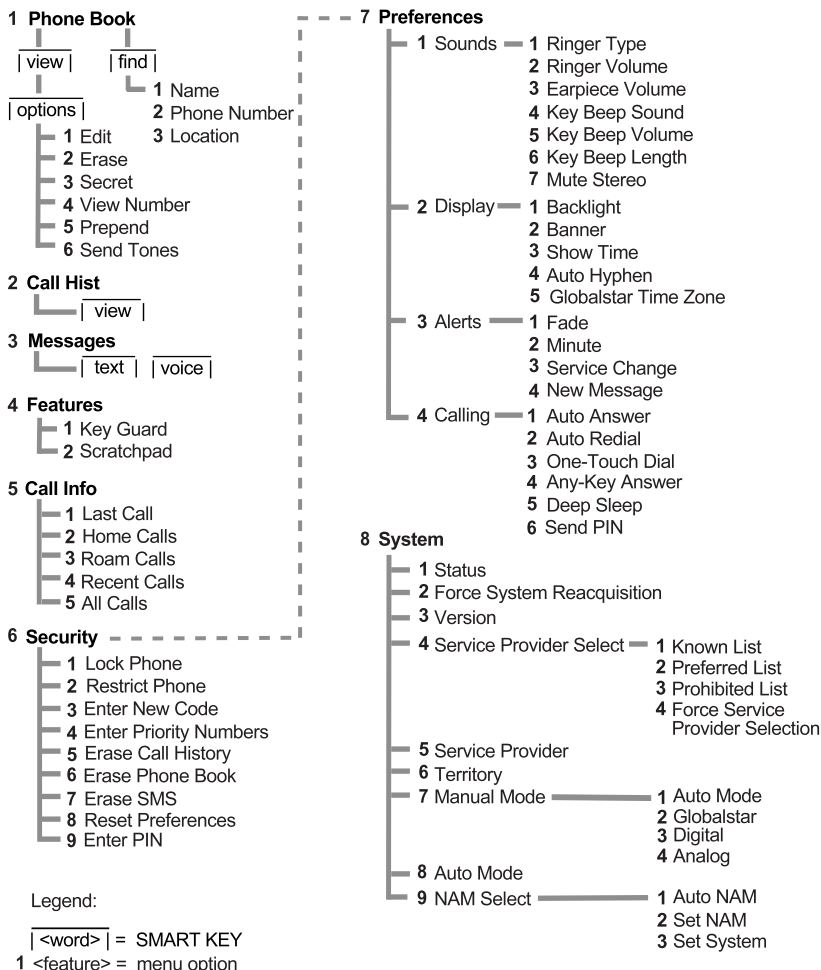 1 Phone Book
| view | | find |
1 Name
2 Phone Number
3 Location
| options |
1 Edit
2 Erase
3 Secret
4 View Number
5 Prepend
6 Send Tones
2 Call Hist
| view |
3 Messages
| text | | voice |
4 Features
1 Key Guard
2 Scratchpad
5 Call Info
1 Last Call
2 Home Calls
3 Roam Calls
4 Recent Calls
5 All Calls
6 Security
1 Lock Phone
2 Restrict Phone
3 Enter New Code
4 Enter Priority Numbers
5 Erase Call History
6 Erase Phone Book
7 Erase SMS
8 Reset Preferences
9 Enter PIN
Legend:
| <word> | = SMART KEY
1 <feature> = menu option
7 Preferences
1 Sounds
1 Ringer Type
2 Ringer Volume
3 Earpiece Volume
4 Key Beep Sound
5 Key Beep Volume
6 Key Beep Length
7 Mute Stereo
2 Display
1 Backlight
2 Banner
3 Show Time
4 Auto Hyphen
5 Globalstar Time Zone
3 Alerts
1 Fade
2 Minute
3 Service Change
4 New Message
4 Calling
1 Auto Answer
2 Auto Redial
3 One-Touch Dial
4 Any-Key Answer
5 Deep Sleep
6 Send PIN
8 System
1 Status
2 Force System Reacquisition
3 Version
4 Service Provider Select
1 Known List
2 Preferred List
3 Prohibited List
4 Force Service
Provider Selection
5 Service Provider
6 Territory
7 Manual Mode
1 Auto Mode
2 Globalstar
3 Digital
4 Analog
8 Auto Mode
9 NAM Select
1 Auto NAM
2 Set NAM
3 Set System